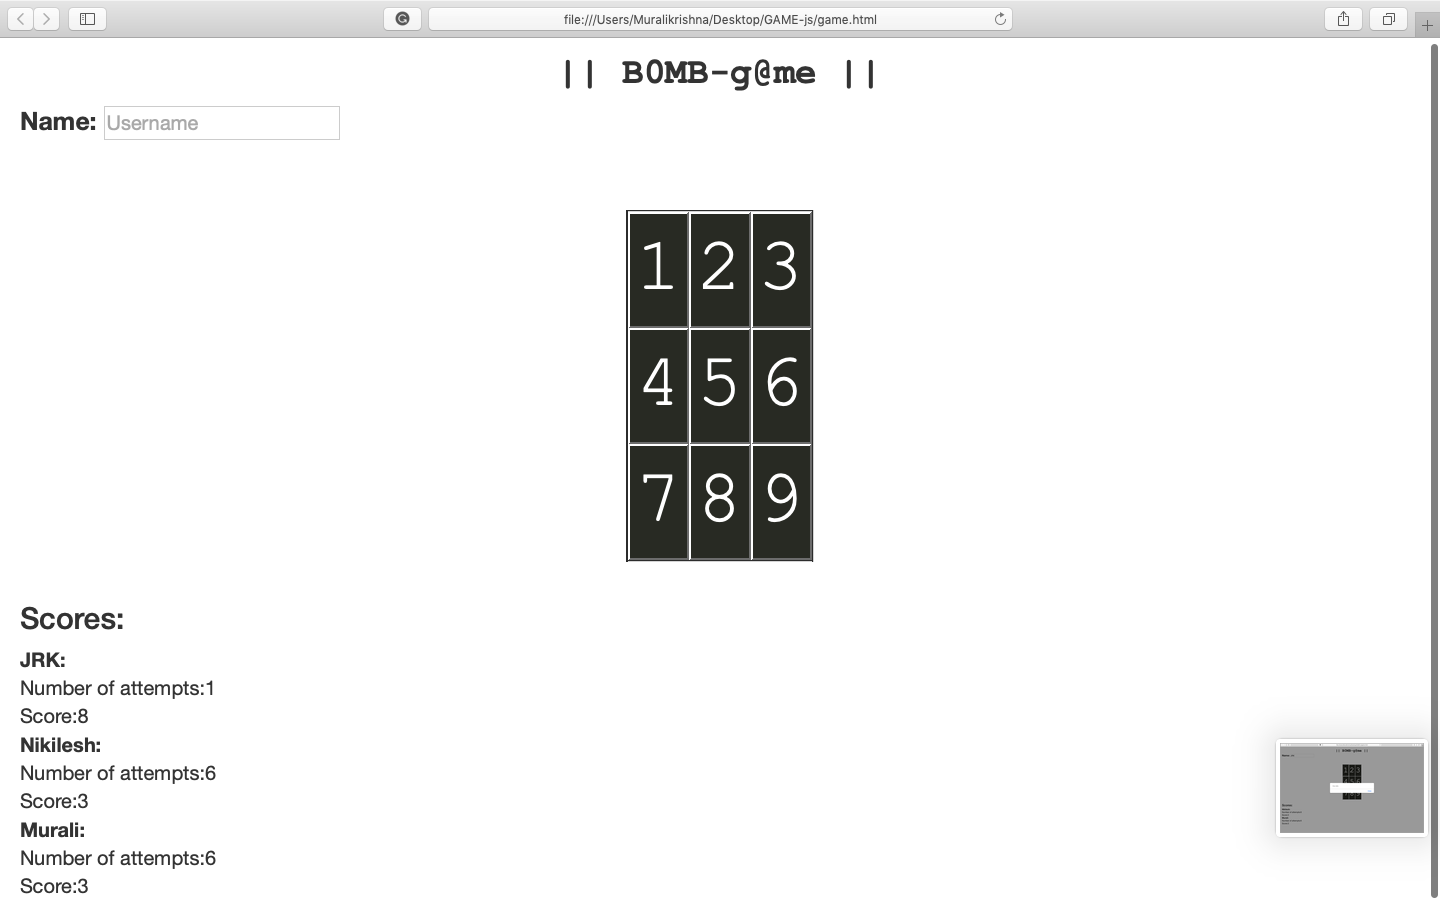 file:///Users/Muralikrishna/Desktop/GAME-js/game.html
|| B0MB-g@me ||
Name: Username
1 2 3
4 5 6
7 8 9
Scores:
JRK:
Number of attempts:1
Score:8
Nikilesh:
Number of attempts:6
Score:3
Murali:
Number of attempts:6
Score:3
|| B0MB-g@me ||